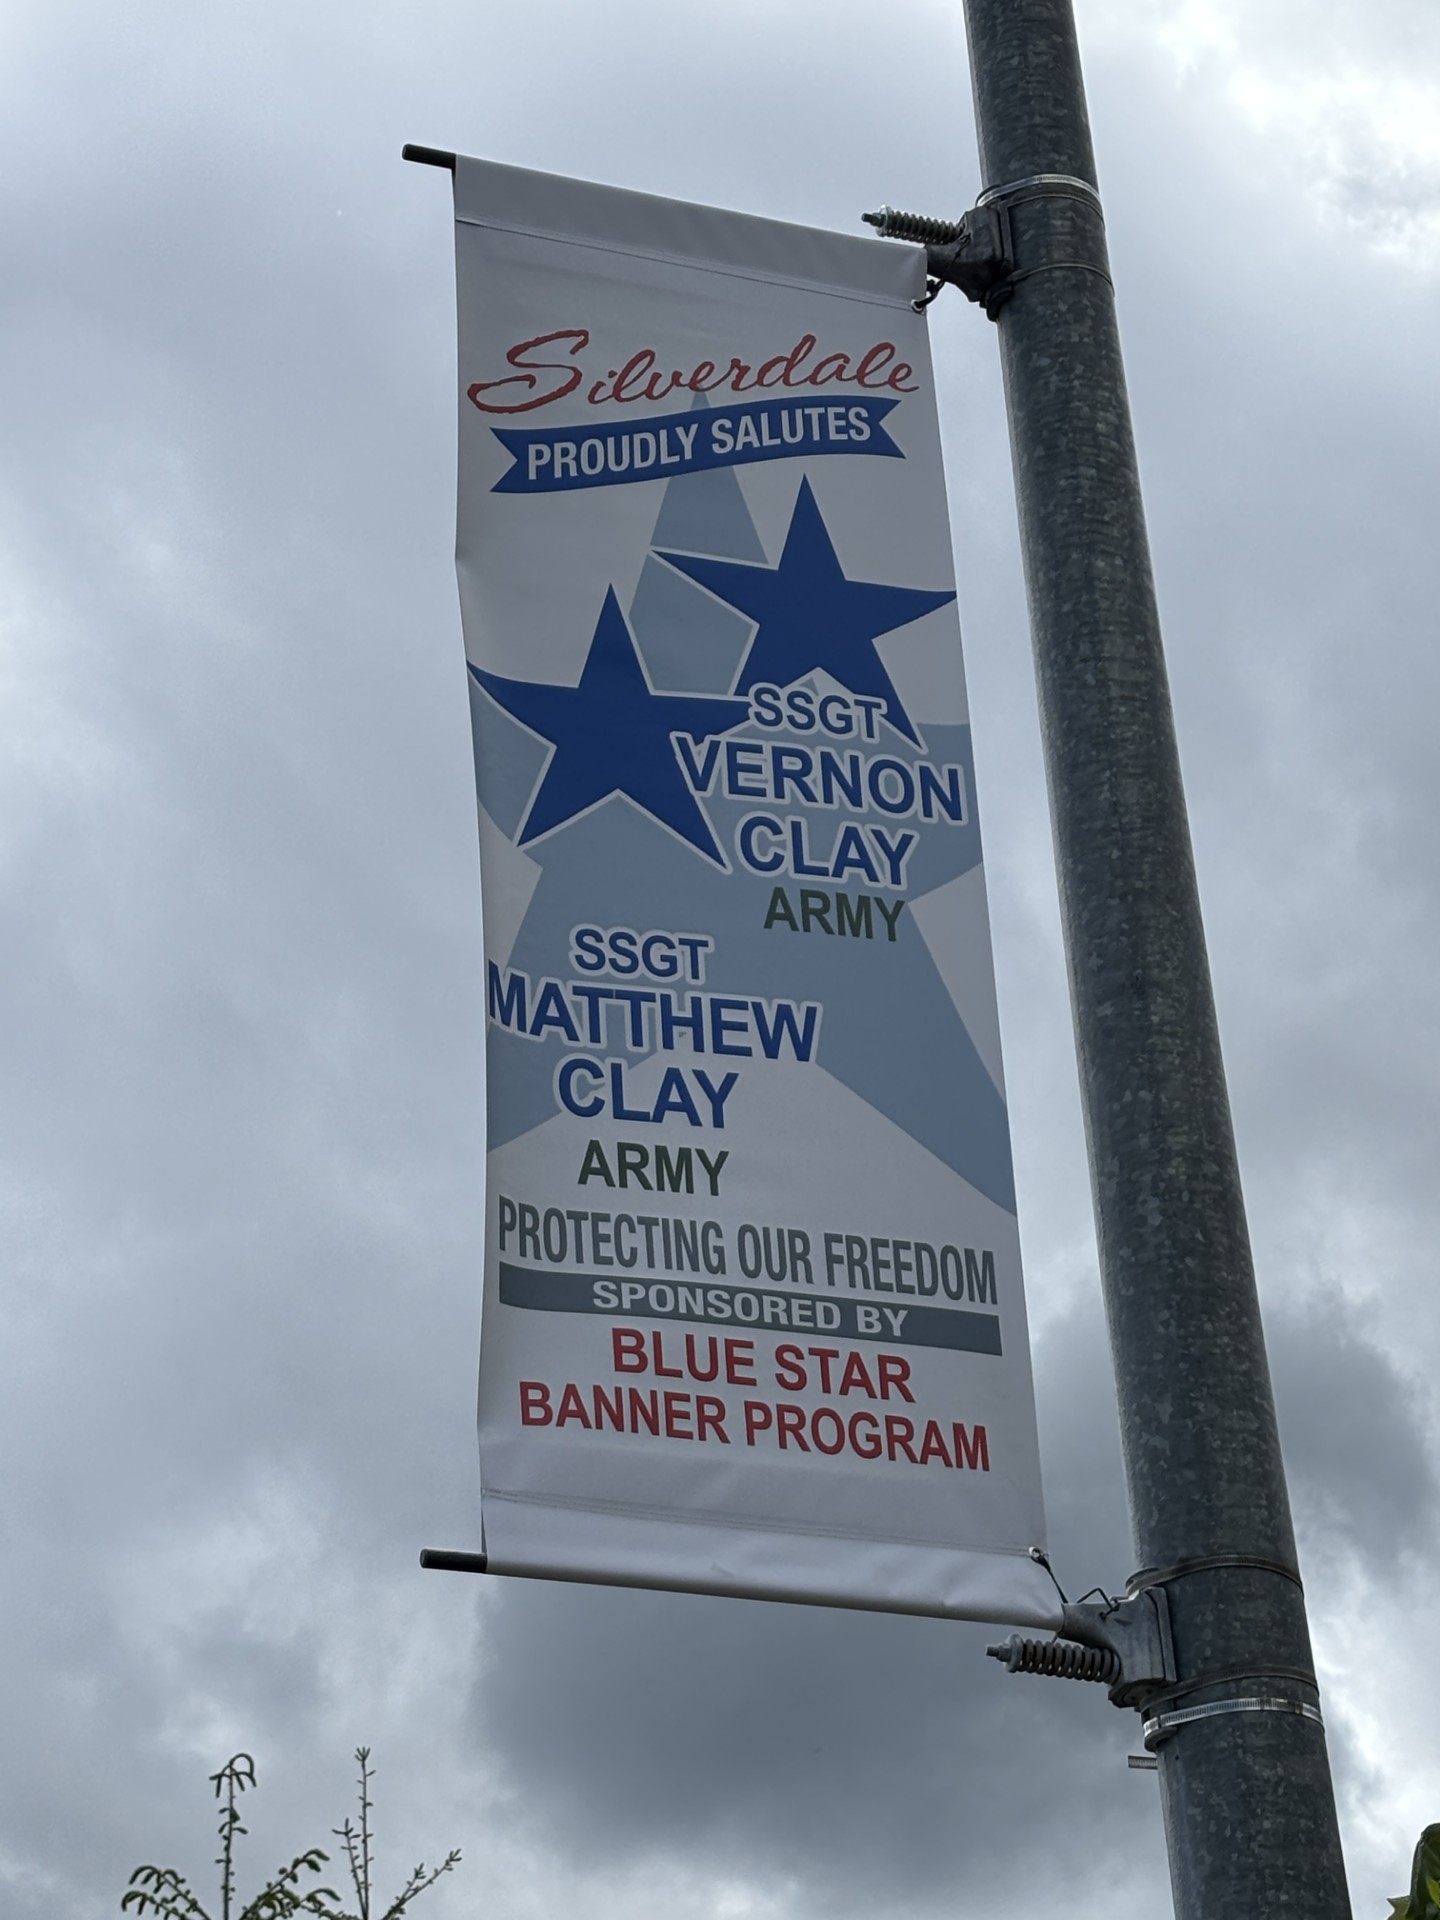 Silverdale
PROUDLY SALUTES
SSGT
VERNON
CLAY
ARMY
SSGT
MATTHEW
CLAY
ARMY
PROTECTING OUR FREEDOM
SPONSORED BY
BLUE STAR
BANNER PROGRAM